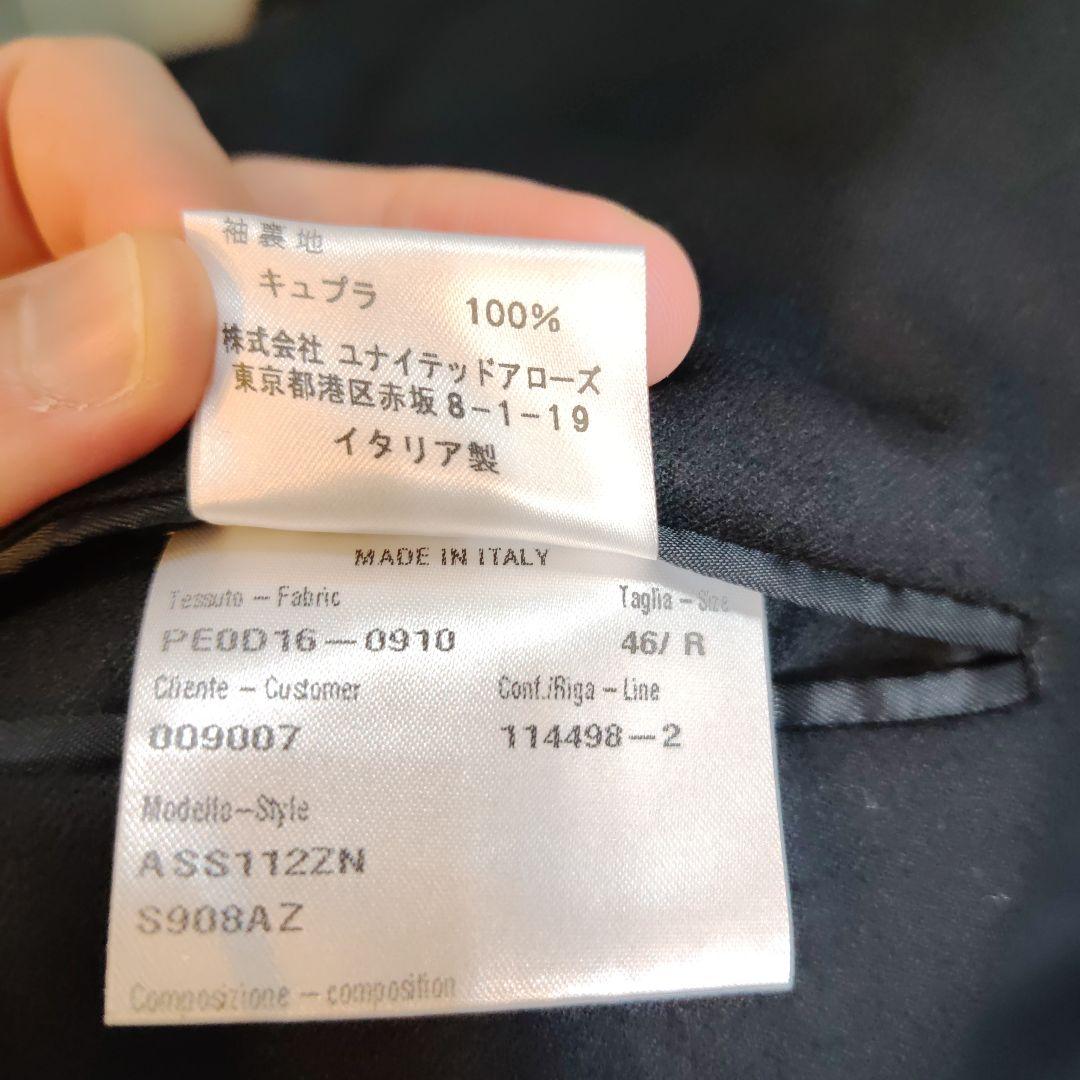 袖裏地
キュプラ 100%
株式会社 ユナイテッドアローズ
東京都港区赤坂8-1-19
イタリア製
MADE IN ITALY
Tessuto - Fabric Taglia - Size
PE0D16-0910 46/ R
Cliente - Customer Conf./Riga - Line
009007 114498-2
Modello-Style
ASS112ZN
S908AZ
Composizione - composition